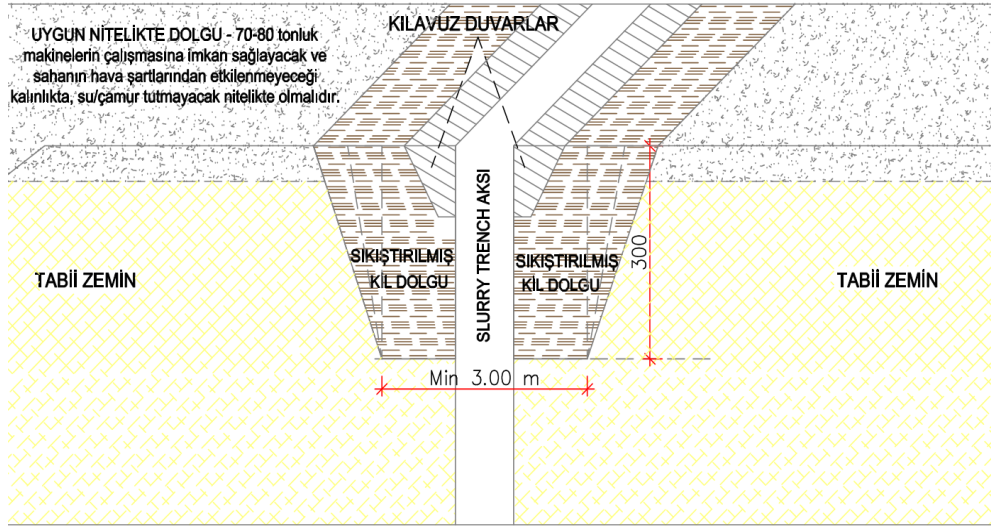 UYGUN NİTELİKTE DOLGU - 70-80 tonluk
makinelerin çalışmasına imkan sağlayacak ve
sahanın hava şartlarından etkilenmeyeceği
kalınlıkta, su/çamur tutmayacak nitelikte olmalıdır.
KILAVUZ DUVARLAR
SLURRY TRENCH AKSI
SIKIŞTIRILMIŞ
KİL DOLGU
SIKIŞTIRILMIŞ
KİL DOLGU
300
TABİİ ZEMİN
TABİİ ZEMİN
Min 3.00 m